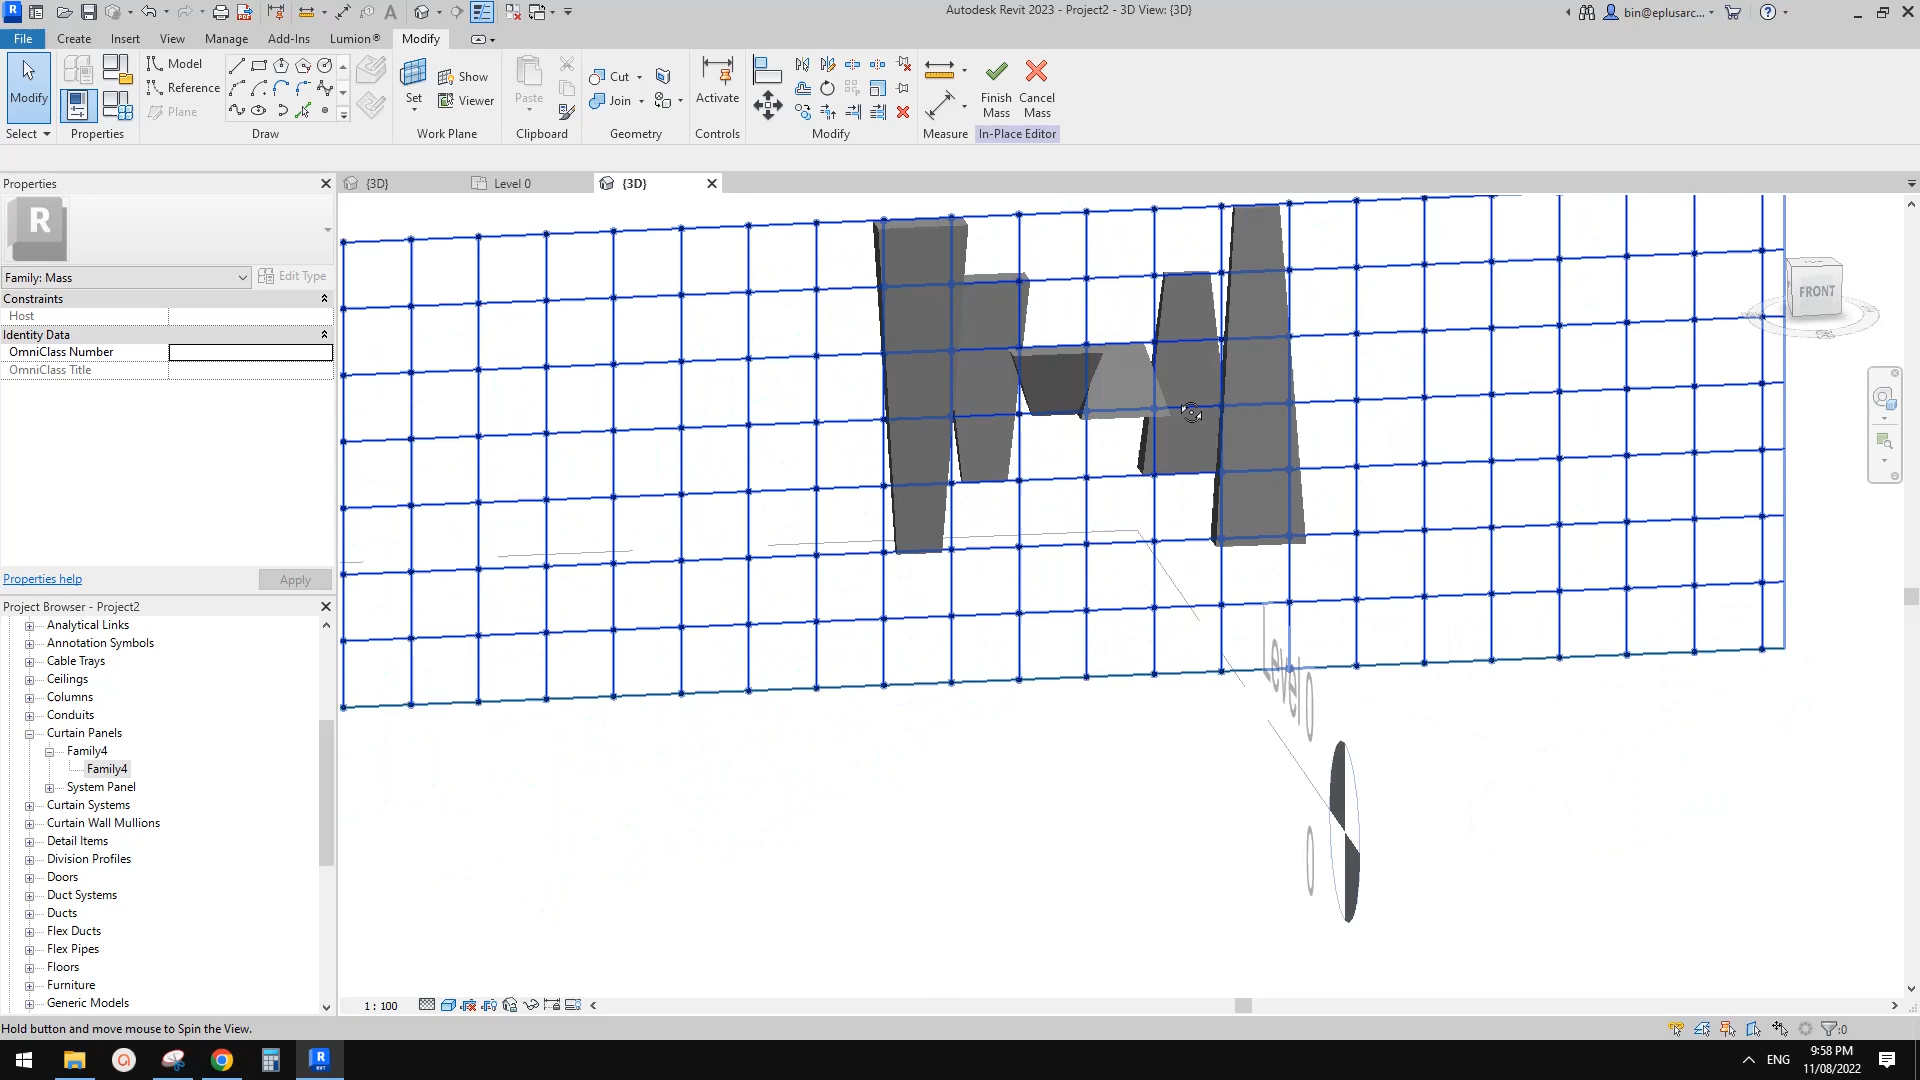 Autodesk Revit 2023 - Project2 - 3D View: {3D}
bin@eplusarc...
File Create Insert View Manage Add-Ins Lumion® Modify
Modify
Select
Properties
Model
Reference
Plane
Draw
Set
Show
Viewer
Work Plane
Paste
Clipboard
Cut
Join
Geometry
Activate
Controls
Modify
Measure
Finish Mass
Cancel Mass
In-Place Editor
Properties
{3D}
Level 0
{3D}
R
Family: Mass
Edit Type
Constraints
Host
Identity Data
OmniClass Number
OmniClass Title
Properties help
Apply
Project Browser - Project2
Analytical Links
Annotation Symbols
Cable Trays
Ceilings
Columns
Conduits
Curtain Panels
Family4
Family4
System Panel
Curtain Systems
Curtain Wall Mullions
Detail Items
Division Profiles
Doors
Duct Systems
Ducts
Flex Ducts
Flex Pipes
Floors
Furniture
Generic Models
FRONT
Level 0
0
1 : 100
Hold button and move mouse to Spin the View.
:0
ENG
9:58 PM
11/08/2022